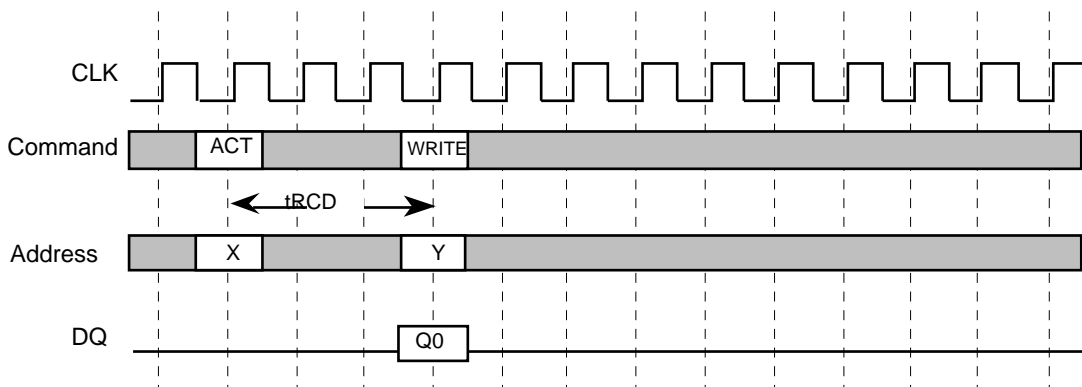 CLK
Command ACT WRITE
tRCD
Address X Y
DQ Q0